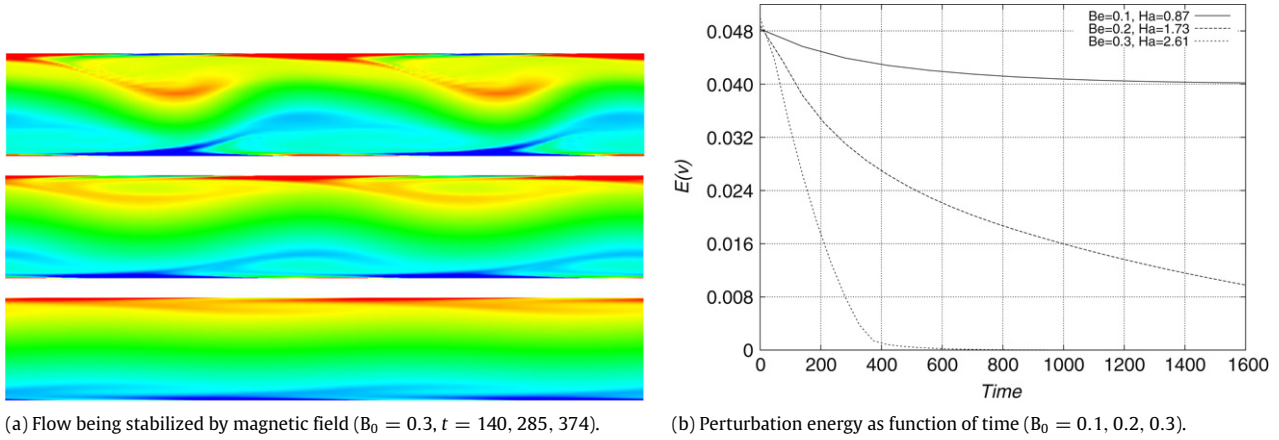 Be=0.1, Ha=0.87
Be=0.2, Ha=1.73
Be=0.3, Ha=2.61
0.048
0.040
0.032
0.024
0.016
0.008
0
E(v)
0 200 400 600 800 1000 1200 1400 1600
Time
(a) Flow being stabilized by magnetic field (B₀ = 0.3, t = 140, 285, 374).
(b) Perturbation energy as function of time (B₀ = 0.1, 0.2, 0.3).